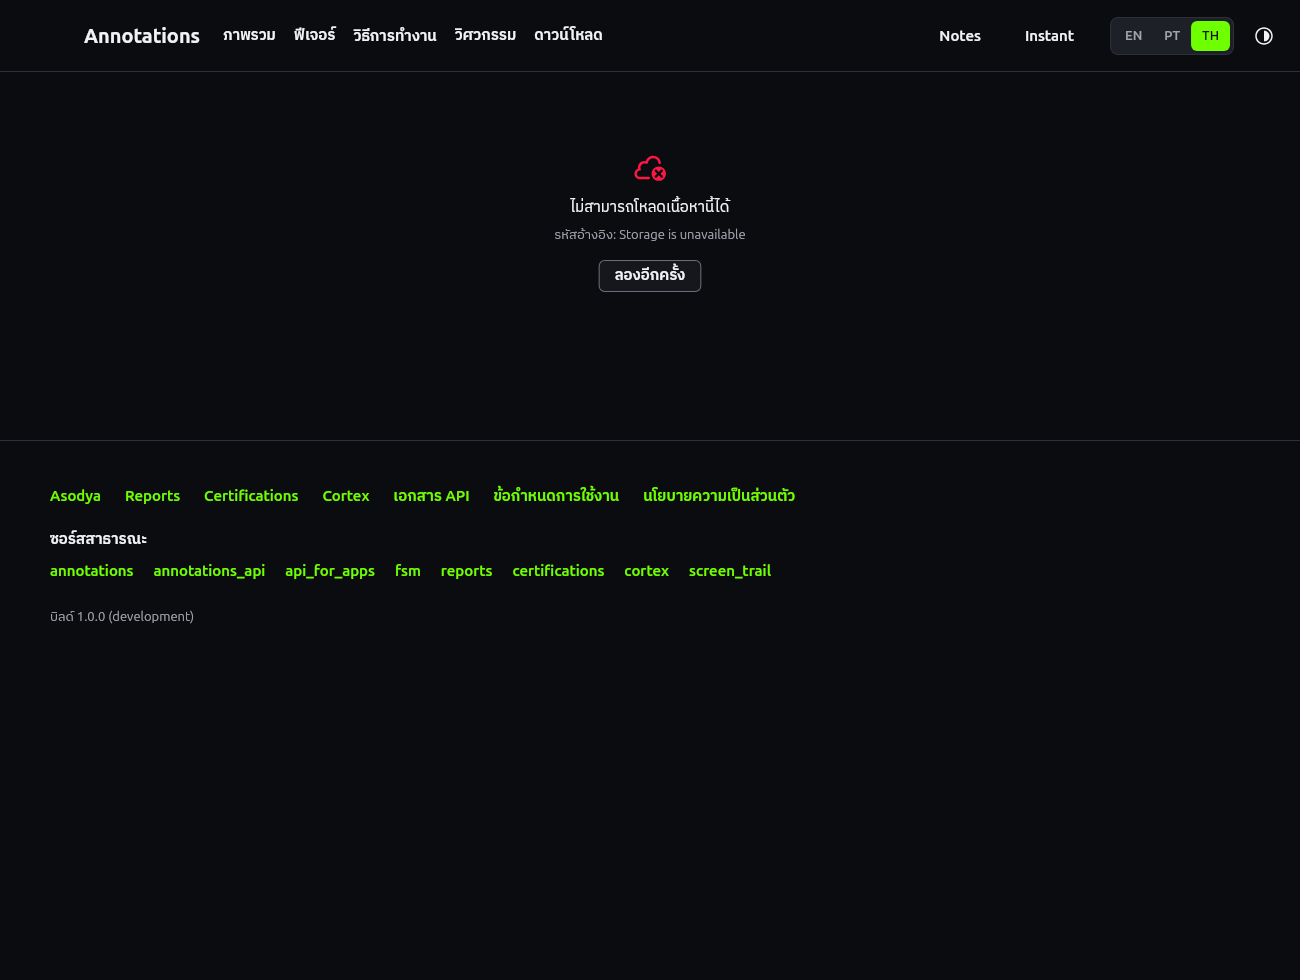 Annotations ภาพรวม ฟีเจอร์ วิธีการทำงาน วิศวกรรม ดาวน์โหลด Notes Instant EN PT TH
ไม่สามารถโหลดเนื้อหานี้ได้
รหัสอ้างอิง: Storage is unavailable
ลองอีกครั้ง
Asodya Reports Certifications Cortex เอกสาร API ข้อกำหนดการใช้งาน นโยบายความเป็นส่วนตัว
ซอร์สสาธารณะ
annotations annotations_api api_for_apps fsm reports certifications cortex screen_trail
บิลด์ 1.0.0 (development)